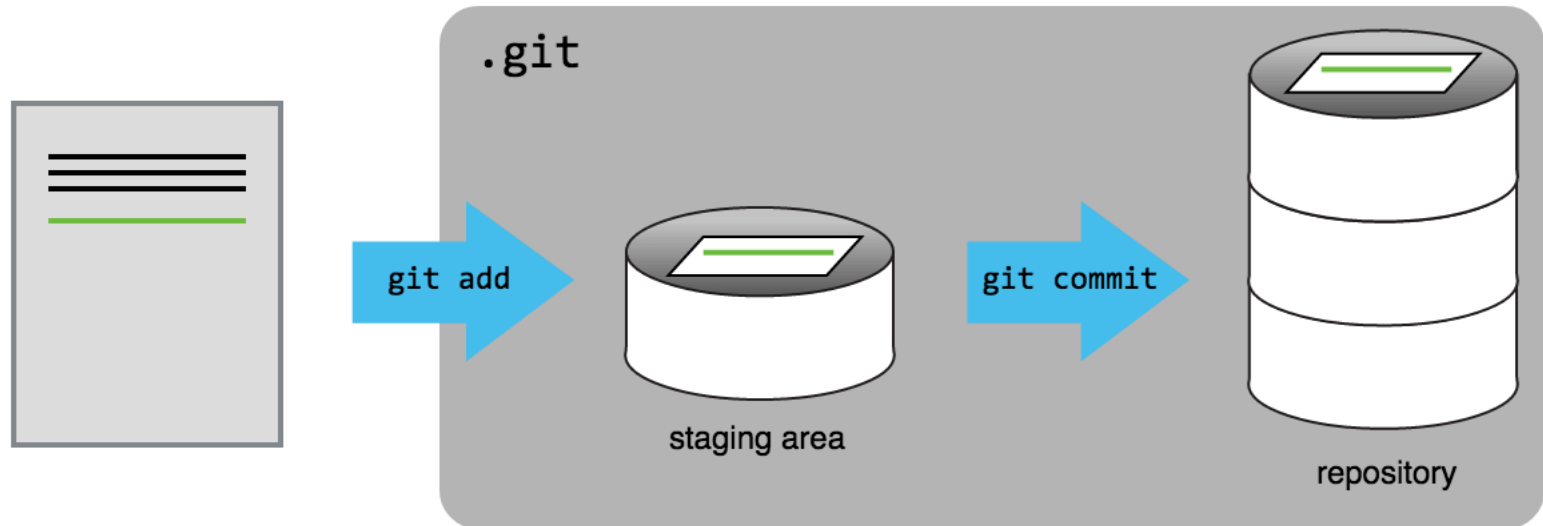 .git
git add
git commit
staging area
repository